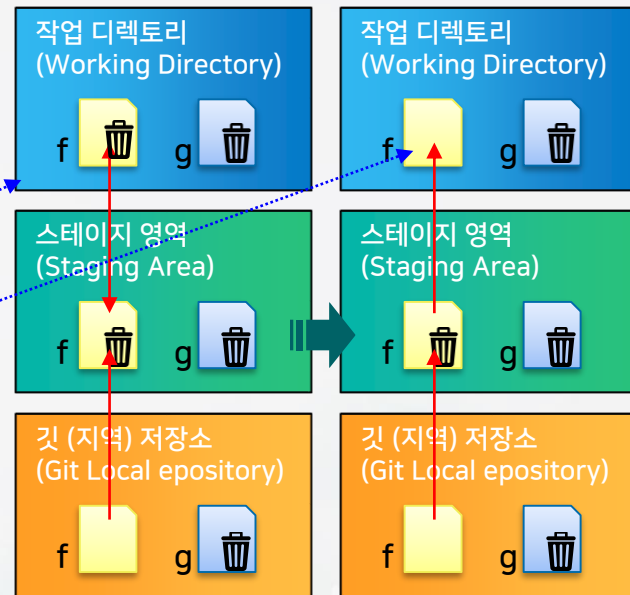 작업 디렉토리
(Working Directory)
f
g
스테이지 영역
(Staging Area)
f
g
깃 (지역) 저장소
(Git Local epository)
f
g
작업 디렉토리
(Working Directory)
f
g
스테이지 영역
(Staging Area)
f
g
깃 (지역) 저장소
(Git Local epository)
f
g